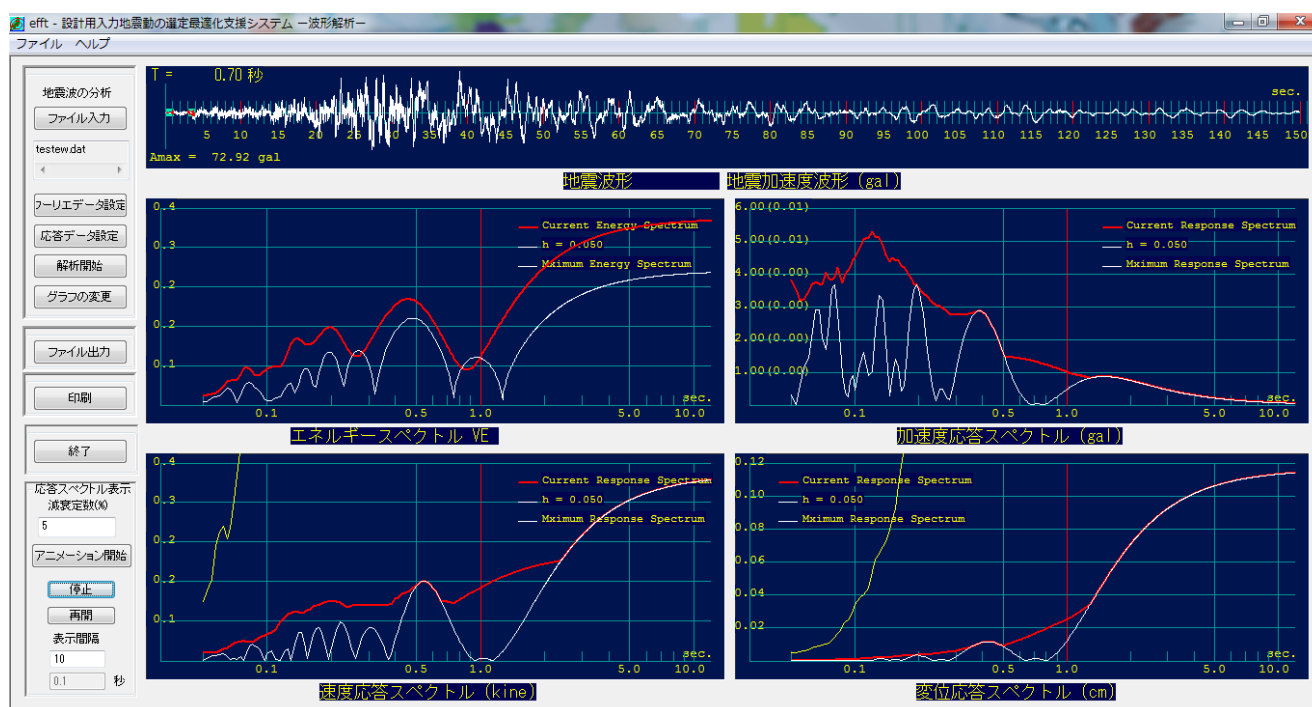 efft - 設計用入力地震動の選定最適化支援システム －波形解析－
ファイル ヘルプ
地震波の分析
ファイル入力
testew.dat
フーリエデータ設定
応答データ設定
解析開始
グラフの変更
ファイル出力
印刷
終了
応答スペクトル表示
減衰定数(%)
5
アニメーション開始
停止
再開
表示間隔
10
0.1 秒
T = 0.70 秒
sec.
5 10 15 20 25 30 35 40 45 50 55 60 65 70 75 80 85 90 95 100 105 110 115 120 125 130 135 140 145 150
Amax = 72.92 gal
地震波形 地震加速度波形 (gal)
0.4
0.3
0.2
0.2
0.1
Current Energy Spectrum
h = 0.050
Mximum Energy Spectrum
sec.
0.1 0.5 1.0 5.0 10.0
エネルギースペクトル VE
6.00(0.01)
5.00(0.01)
4.00(0.00)
3.00(0.00)
2.00(0.00)
1.00(0.00)
Current Response Spectrum
h = 0.050
Mximum Response Spectrum
sec.
0.1 0.5 1.0 5.0 10.0
加速度応答スペクトル (gal)
0.4
0.3
0.2
0.2
0.1
Current Response Spectrum
h = 0.050
Mximum Response Spectrum
sec.
0.1 0.5 1.0 5.0 10.0
速度応答スペクトル (kine)
0.12
0.10
0.08
0.06
0.04
0.02
Current Response Spectrum
h = 0.050
Mximum Response Spectrum
sec.
0.1 0.5 1.0 5.0 10.0
変位応答スペクトル (cm)